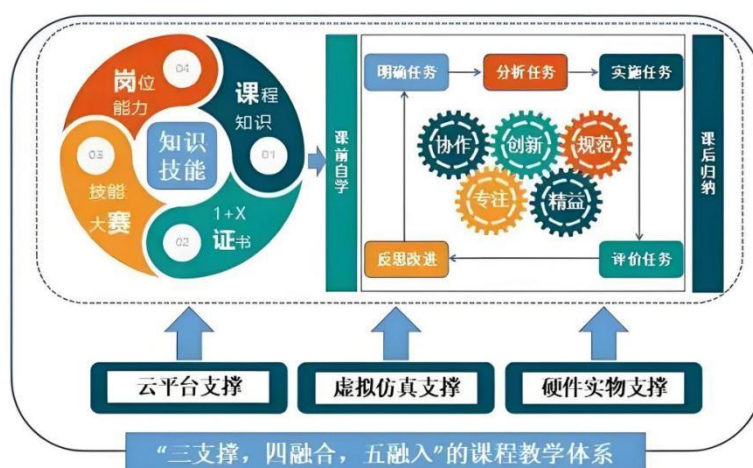 04
岗位
能力
课程
知识
01
知识
技能
03
技能
大赛
1+X
证书
02
课前自学
明确任务
分析任务
实施任务
协作
创新
规范
专注
精益
反思改进
评价任务
课后归纳
云平台支撑
虚拟仿真支撑
硬件实物支撑
“三支撑，四融合，五融入”的课程教学体系